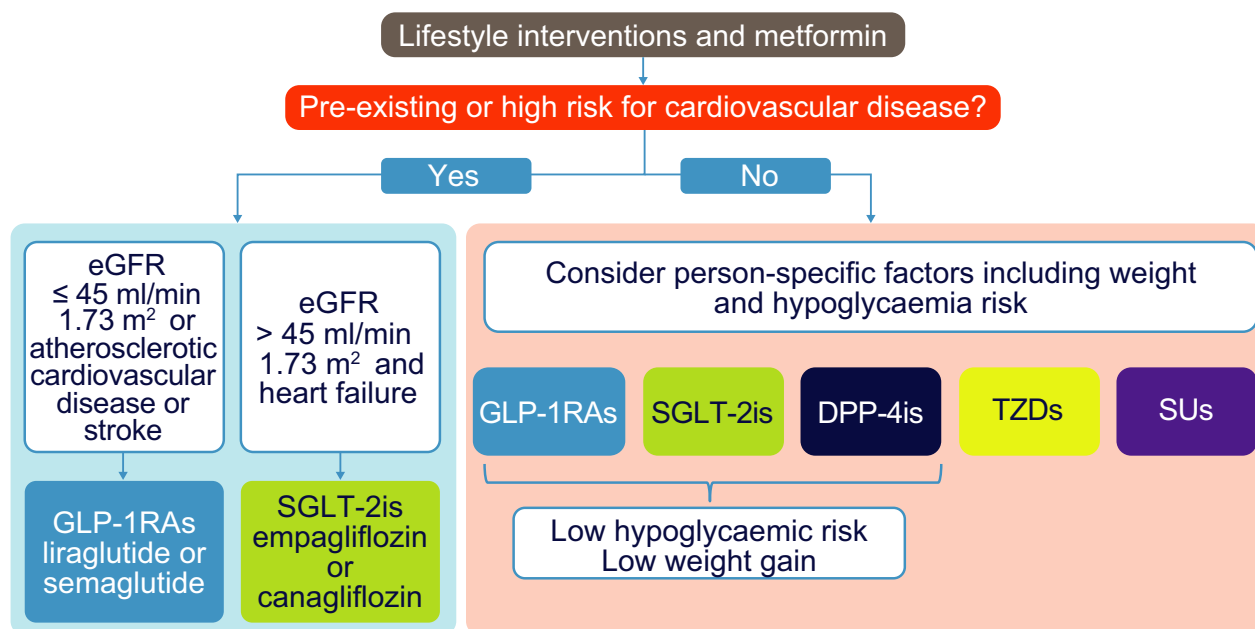 Lifestyle interventions and metformin
Pre-existing or high risk for cardiovascular disease?
Yes
No
eGFR
≤ 45 ml/min
1.73 m² or
atherosclerotic
cardiovascular
disease or
stroke
eGFR
> 45 ml/min
1.73 m² and
heart failure
GLP-1RAs
liraglutide or
semaglutide
SGLT-2is
empagliflozin
or
canagliflozin
Consider person-specific factors including weight
and hypoglycaemia risk
GLP-1RAs
SGLT-2is
DPP-4is
TZDs
SUs
Low hypoglycaemic risk
Low weight gain